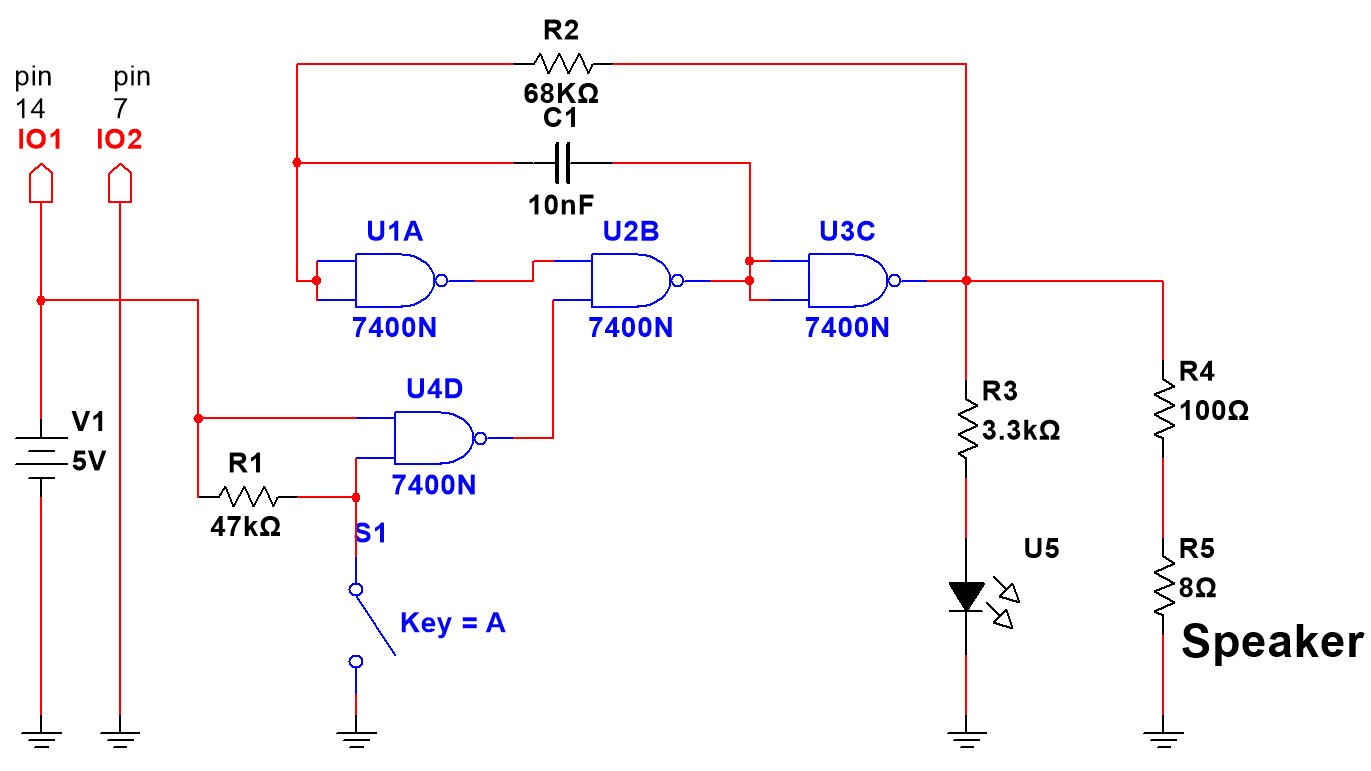 R2
68KΩ
C1
10nF
pin
14
IO1
pin
7
IO2
U1A
7400N
U2B
7400N
U3C
7400N
U4D
7400N
V1
5V
R1
47kΩ
S1
Key = A
R3
3.3kΩ
R4
100Ω
U5
R5
8Ω
Speaker